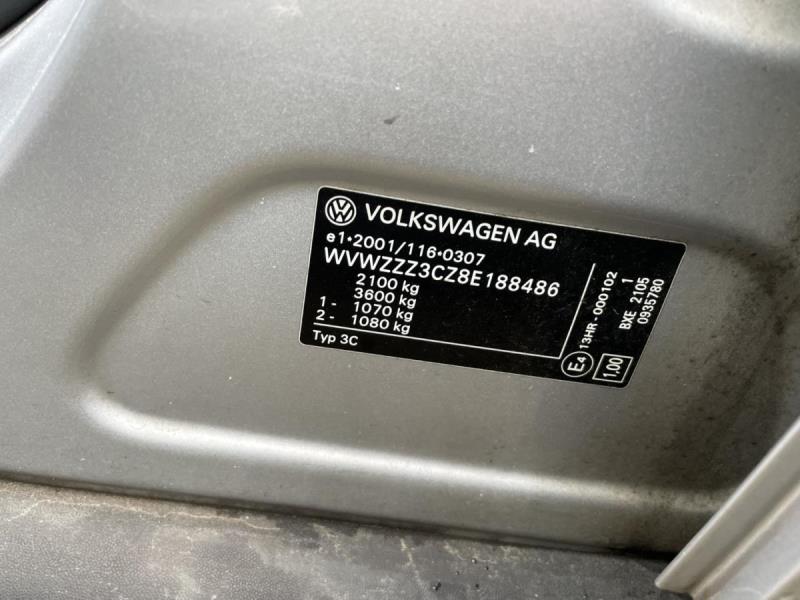 VOLKSWAGEN AG
e1•2001/116•0307
WVWZZZ3CZ8E188486
2100 kg
3600 kg
1- 1070 kg
2- 1080 kg
Typ 3C
13HR-000102
BXE 2105 1
0935780
E4
1.00